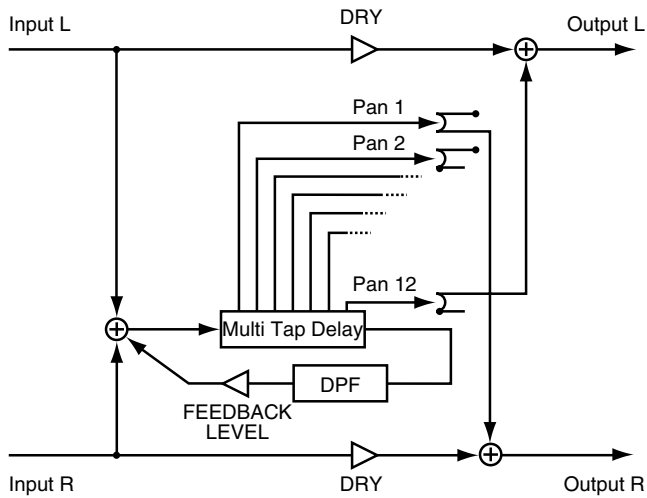 DRY
Input L
Output L
Pan 1
Pan 2
Pan 12
Multi Tap Delay
DPF
FEEDBACK
LEVEL
Input R
DRY
Output R